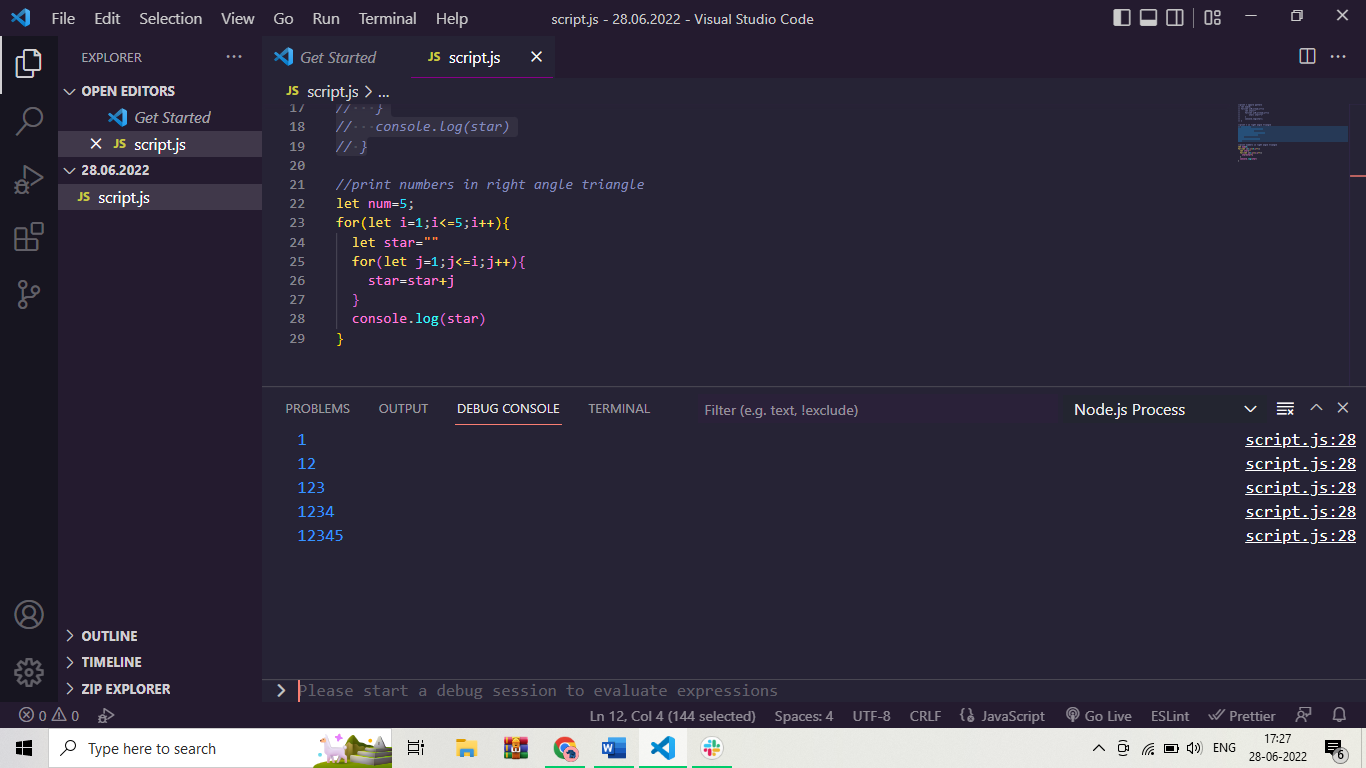 File Edit Selection View Go Run Terminal Help script.js - 28.06.2022 - Visual Studio Code
EXPLORER
OPEN EDITORS
Get Started
JS script.js
28.06.2022
JS script.js
OUTLINE
TIMELINE
ZIP EXPLORER
Get Started JS script.js
JS script.js > ...
17 // }
18 // console.log(star)
19 // }
20
21 //print numbers in right angle triangle
22 let num=5;
23 for(let i=1;i<=5;i++){
24 let star=""
25 for(let j=1;j<=i;j++){
26 star=star+j
27 }
28 console.log(star)
29 }
PROBLEMS OUTPUT DEBUG CONSOLE TERMINAL Filter (e.g. text, !exclude) Node.js Process
1 script.js:28
12 script.js:28
123 script.js:28
1234 script.js:28
12345 script.js:28
Please start a debug session to evaluate expressions
0 0 Ln 12, Col 4 (144 selected) Spaces: 4 UTF-8 CRLF JavaScript Go Live ESLint Prettier
Type here to search ENG 17:27
28-06-2022 6